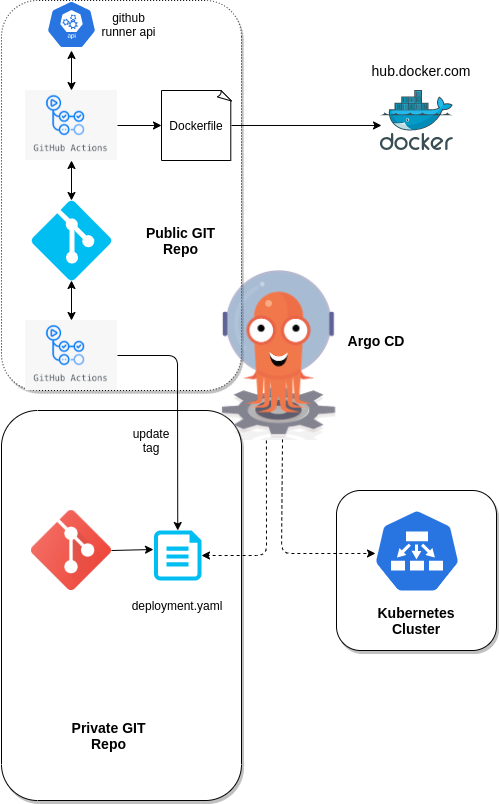 github
runner api
api
hub.docker.com
GitHub Actions
Dockerfile
docker
Public GIT
Repo
Argo CD
GitHub Actions
update
tag
deployment.yaml
Kubernetes
Cluster
Private GIT
Repo